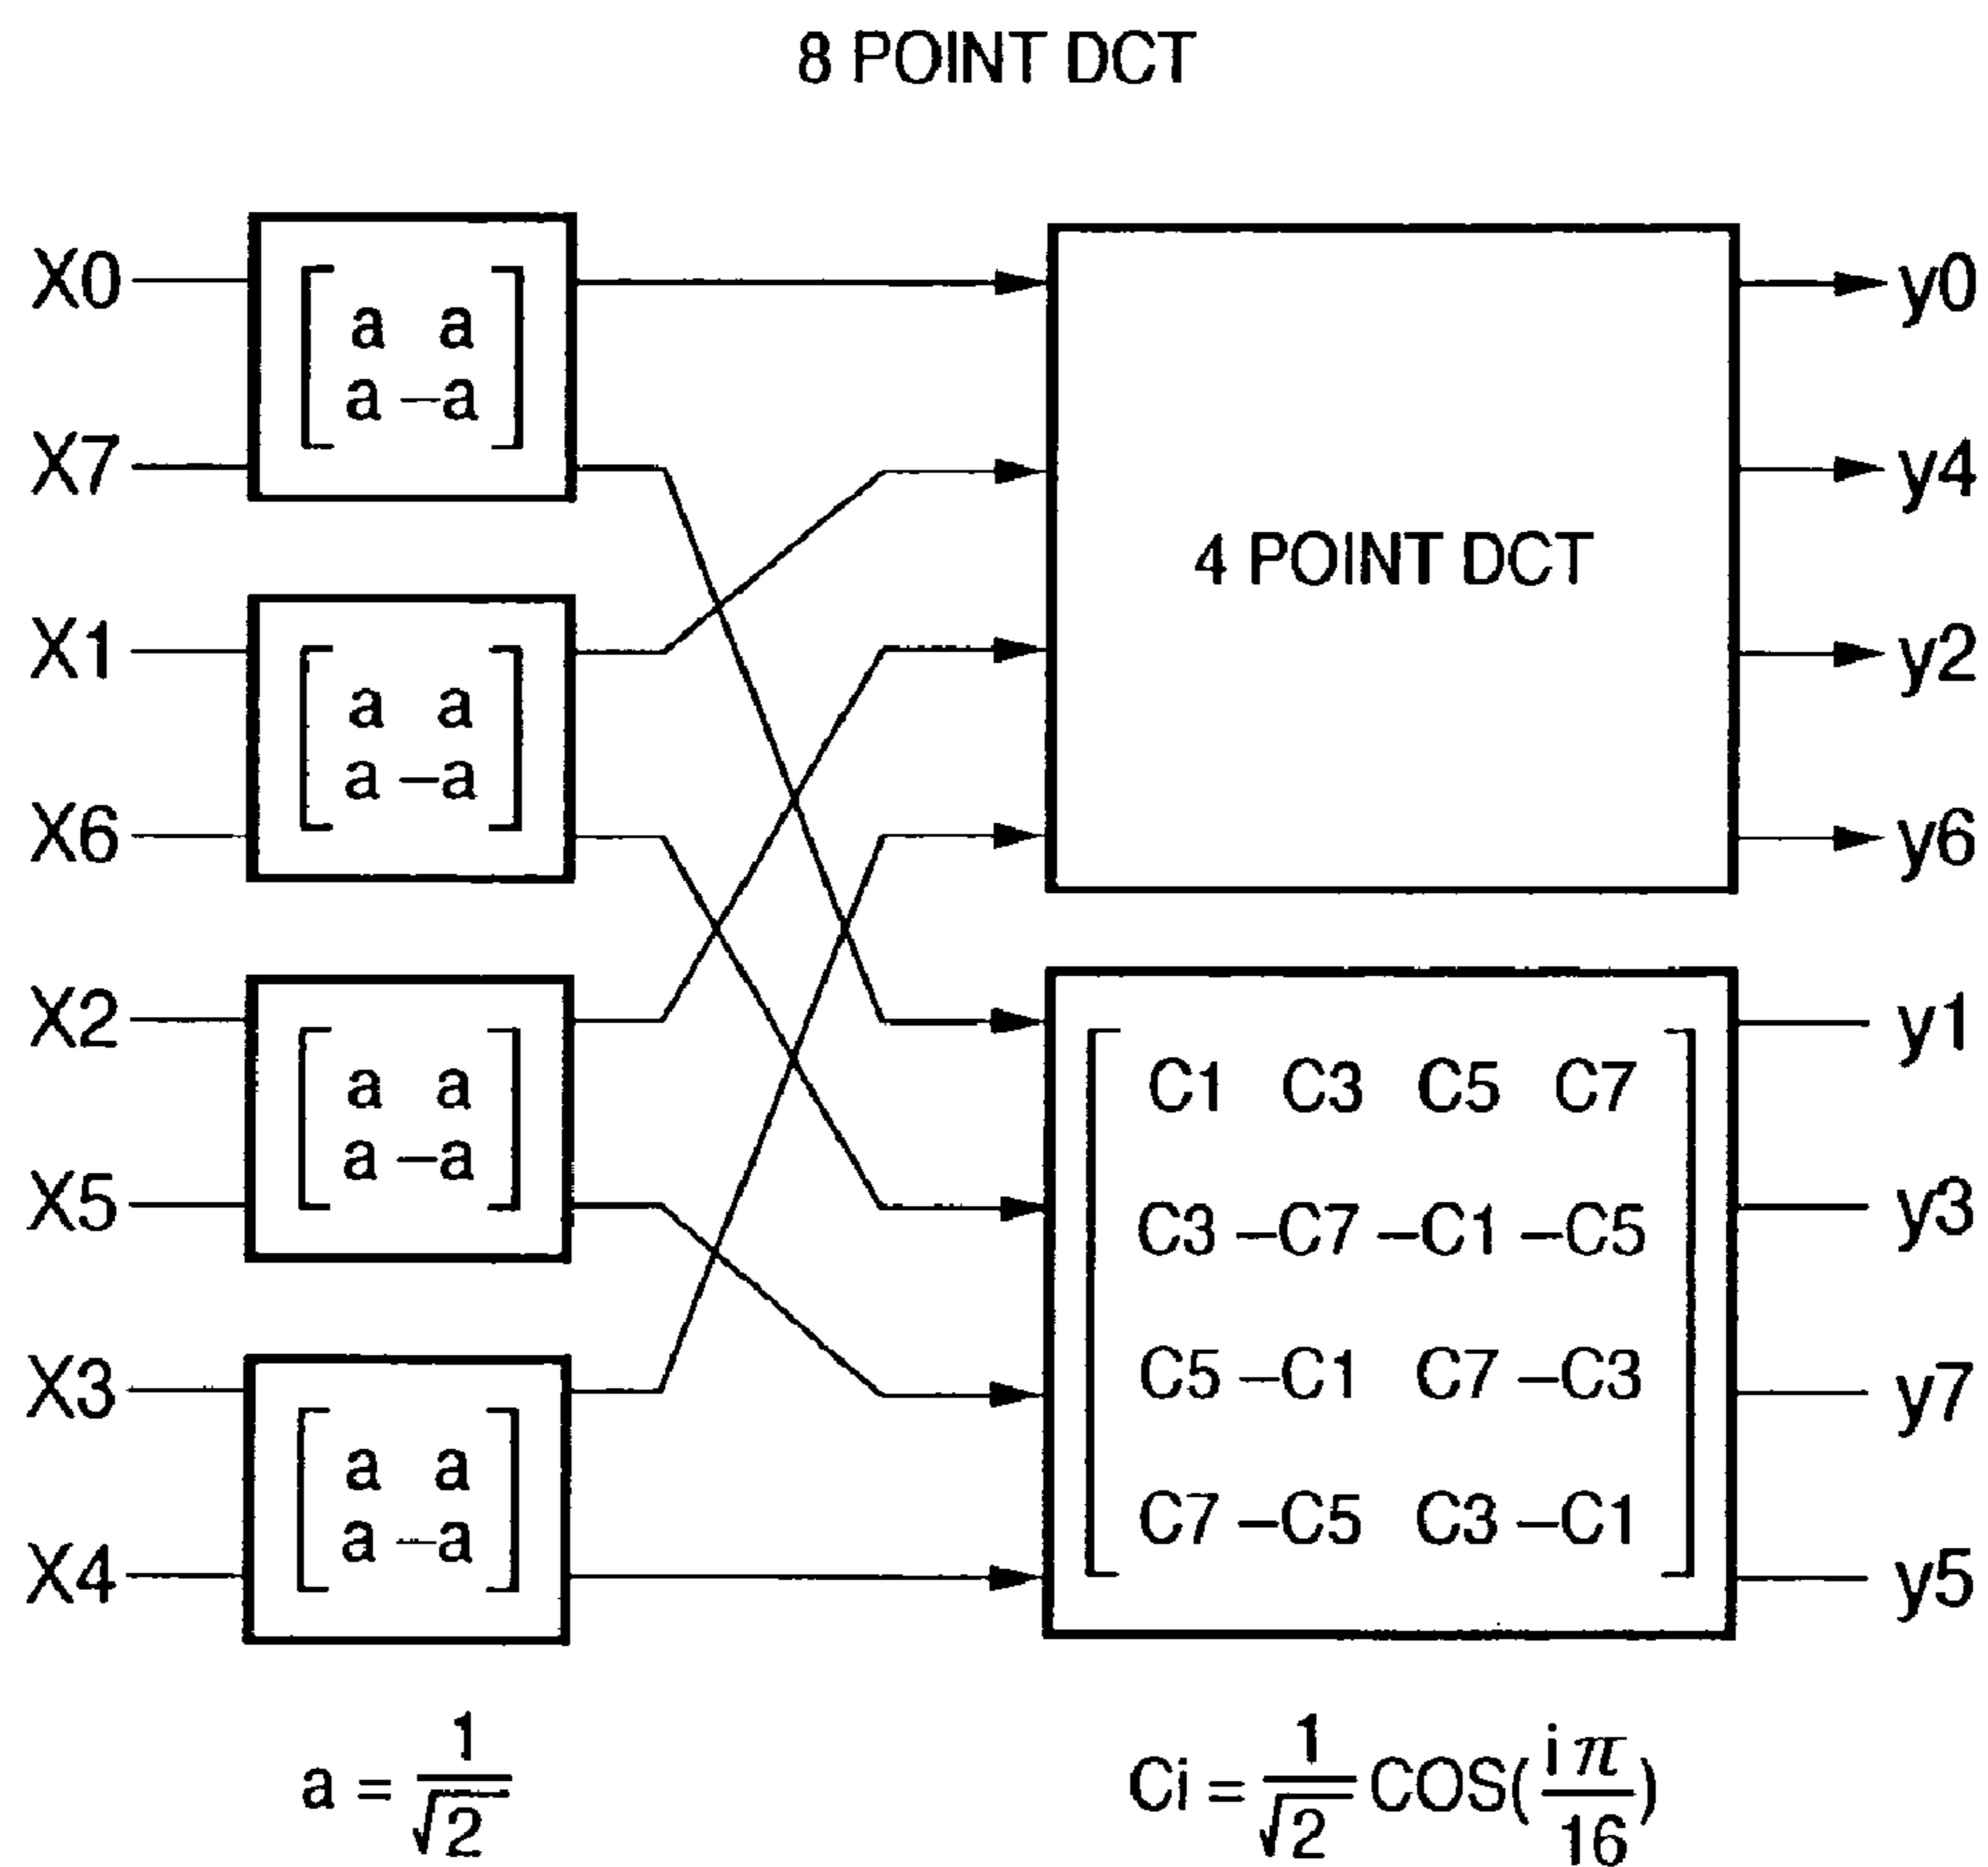 8 POINT DCT
X0
X7
X1
X6
X2
X5
X3
X4
a a
a –a
a a
a –a
a a
a –a
a a
a –a
4 POINT DCT
C1 C3 C5 C7
C3 –C7 –C1 –C5
C5 –C1 C7 –C3
C7 –C5 C3 –C1
y0
y4
y2
y6
y1
y3
y7
y5
a = 1/√2
Ci = 1/√2 COS(iπ/16)